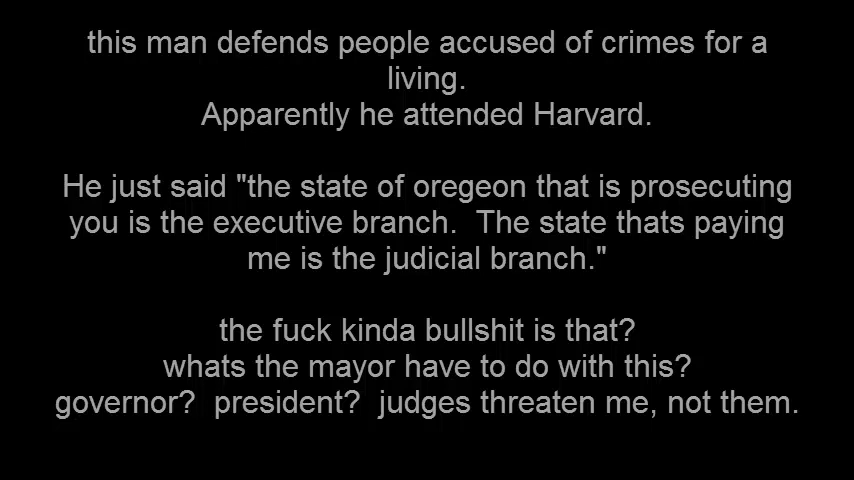 this man defends people accused of crimes for a
living.
Apparently he attended Harvard.
He just said "the state of oregeon that is prosecuting
you is the executive branch.  The state thats paying
me is the judicial branch."
the fuck kinda bullshit is that?
whats the mayor have to do with this?
governor?  president?  judges threaten me, not them.